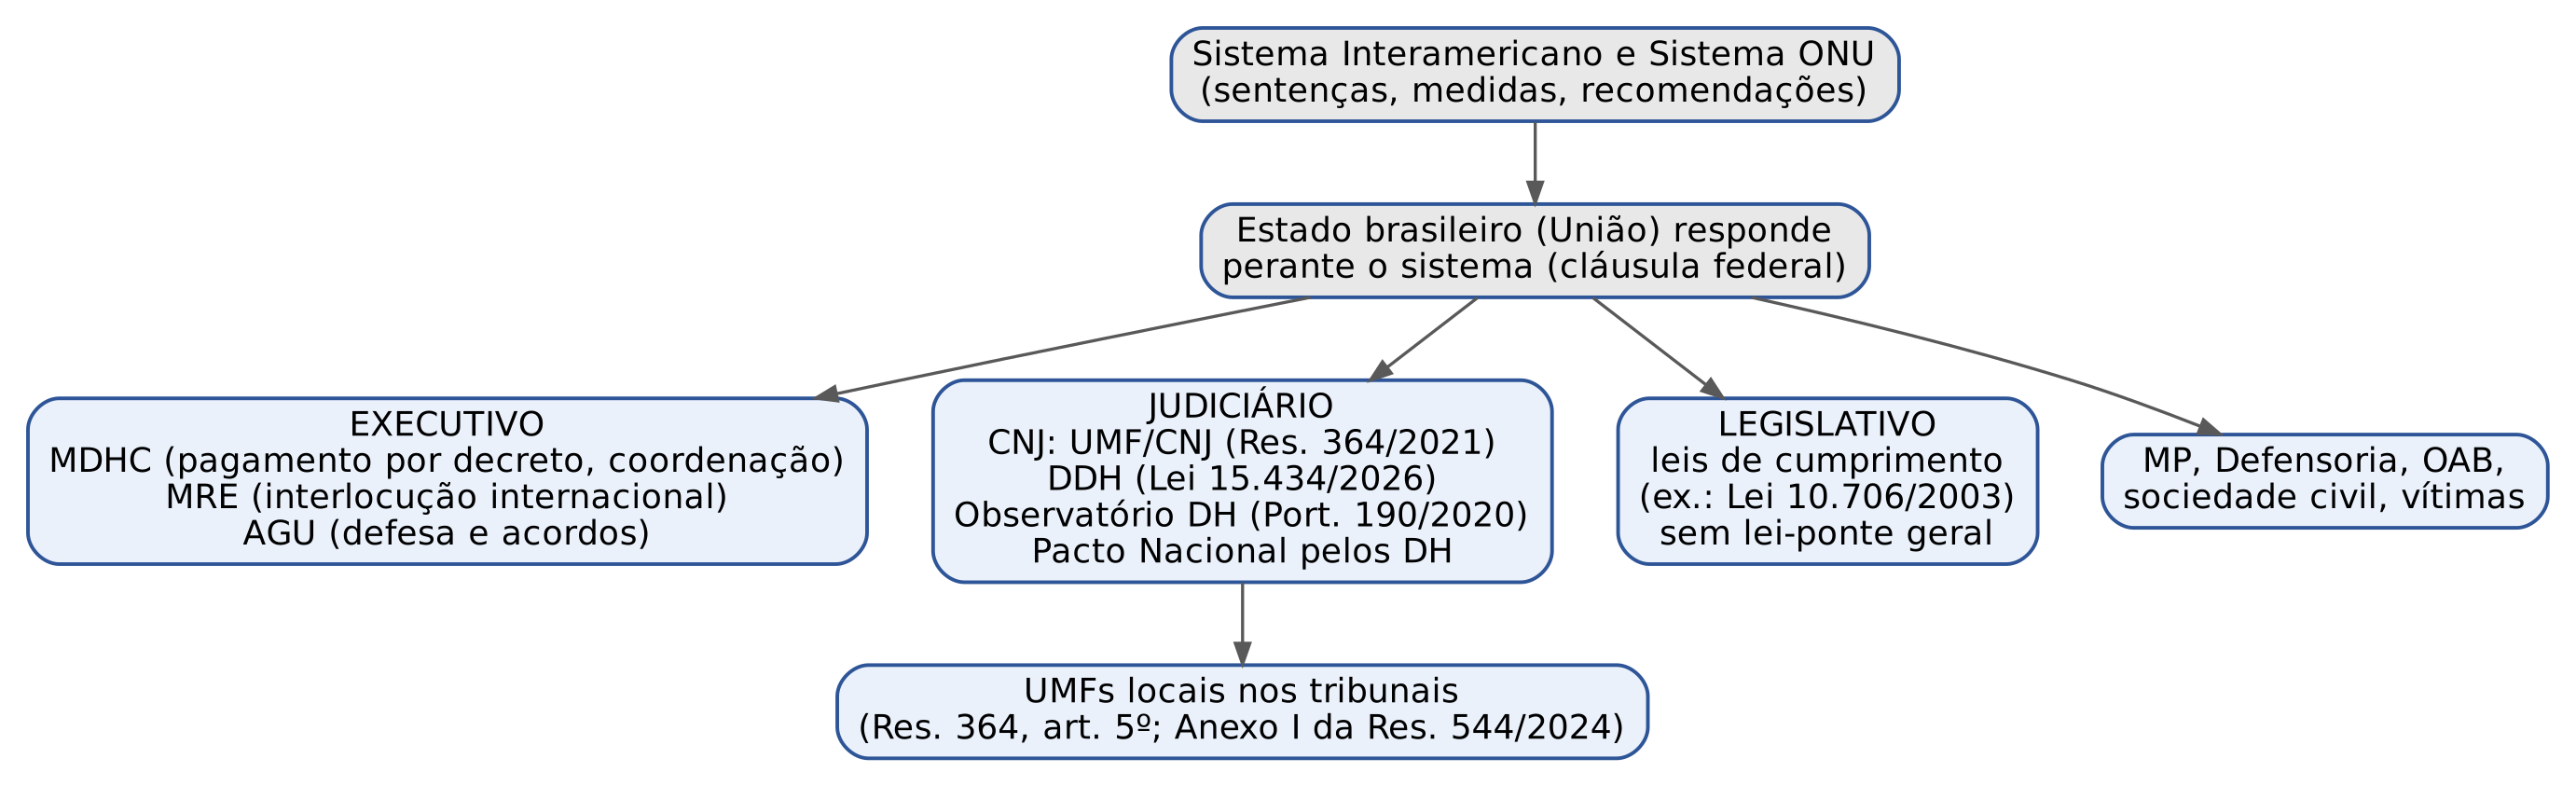 Sistema Interamericano e Sistema ONU
(sentenças, medidas, recomendações)
Estado brasileiro (União) responde
perante o sistema (cláusula federal)
EXECUTIVO
MDHC (pagamento por decreto, coordenação)
MRE (interlocução internacional)
AGU (defesa e acordos)
JUDICIÁRIO
CNJ: UMF/CNJ (Res. 364/2021)
DDH (Lei 15.434/2026)
Observatório DH (Port. 190/2020)
Pacto Nacional pelos DH
LEGISLATIVO
leis de cumprimento
(ex.: Lei 10.706/2003)
sem lei-ponte geral
MP, Defensoria, OAB,
sociedade civil, vítimas
UMFs locais nos tribunais
(Res. 364, art. 5º; Anexo I da Res. 544/2024)